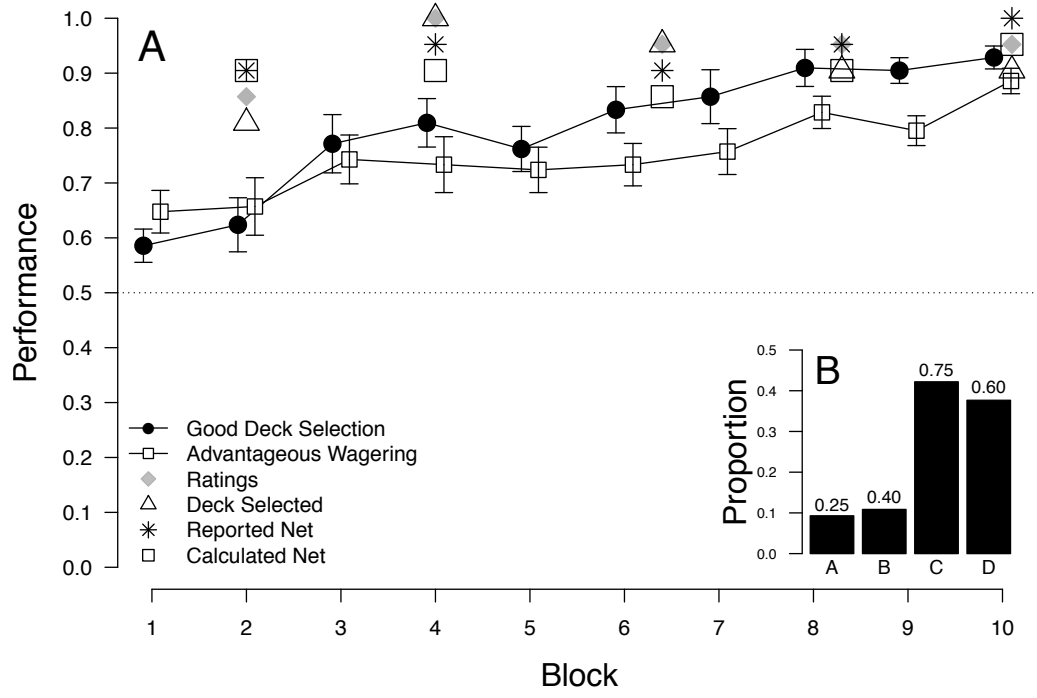 A
1.0
0.9
0.8
0.7
0.6
0.5
0.4
0.3
0.2
0.1
0.0
Performance
Good Deck Selection
Advantageous Wagering
Ratings
Deck Selected
Reported Net
Calculated Net
1 2 3 4 5 6 7 8 9 10
Block
B
0.5
0.4
0.3
0.2
0.1
0.0
Proportion
0.25 0.40 0.75 0.60
A B C D